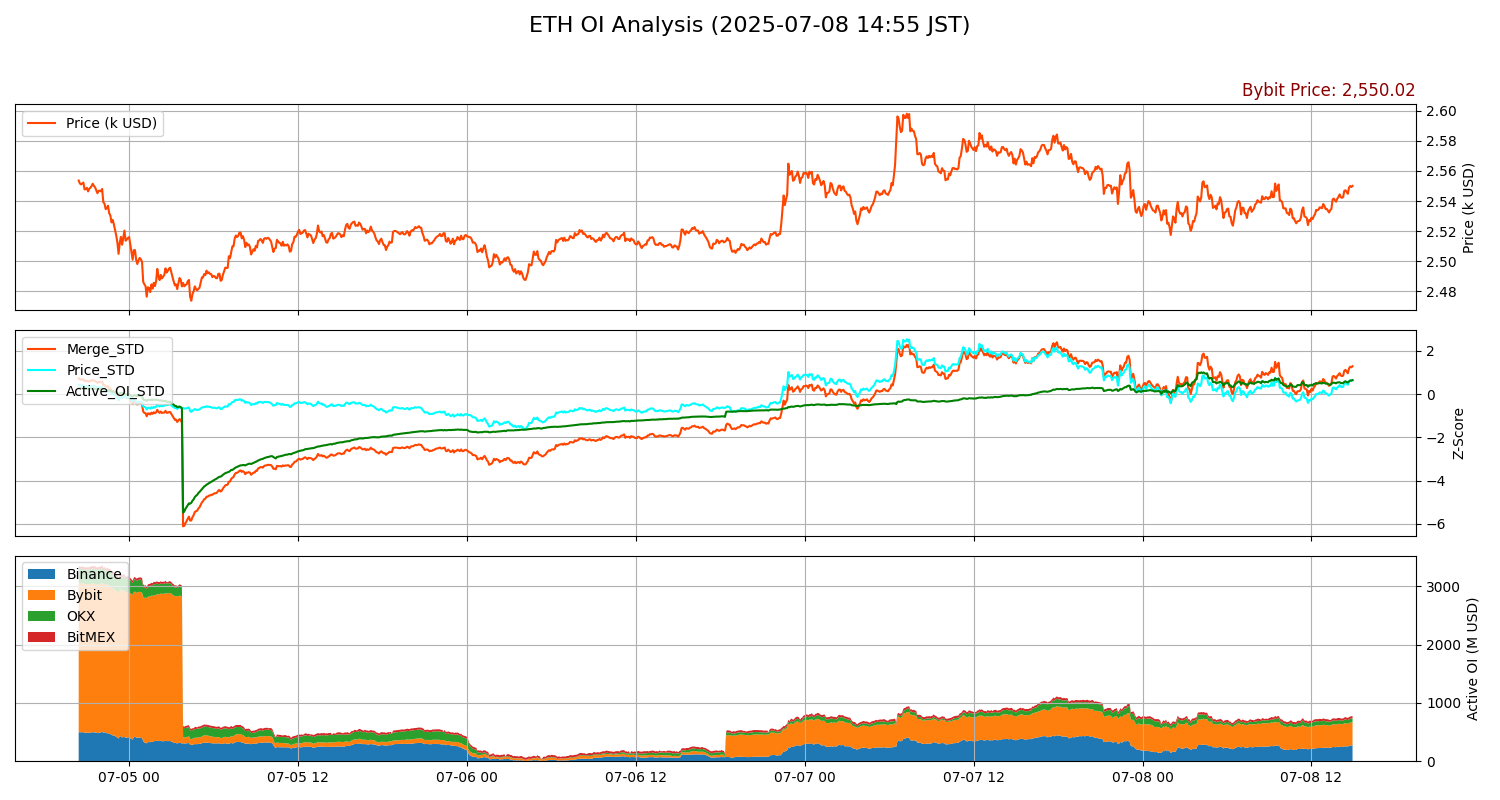 ETH OI Analysis (2025-07-08 14:55 JST)
Bybit Price: 2,550.02
Price (k USD)
2.60
2.58
2.56
2.54
2.52
2.50
2.48
Price (k USD)
Merge_STD
Price_STD
Active_OI_STD
2
0
−2
−4
−6
Z-Score
Binance
Bybit
OKX
BitMEX
3000
2000
1000
0
Active OI (M USD)
07-05 00
07-05 12
07-06 00
07-06 12
07-07 00
07-07 12
07-08 00
07-08 12